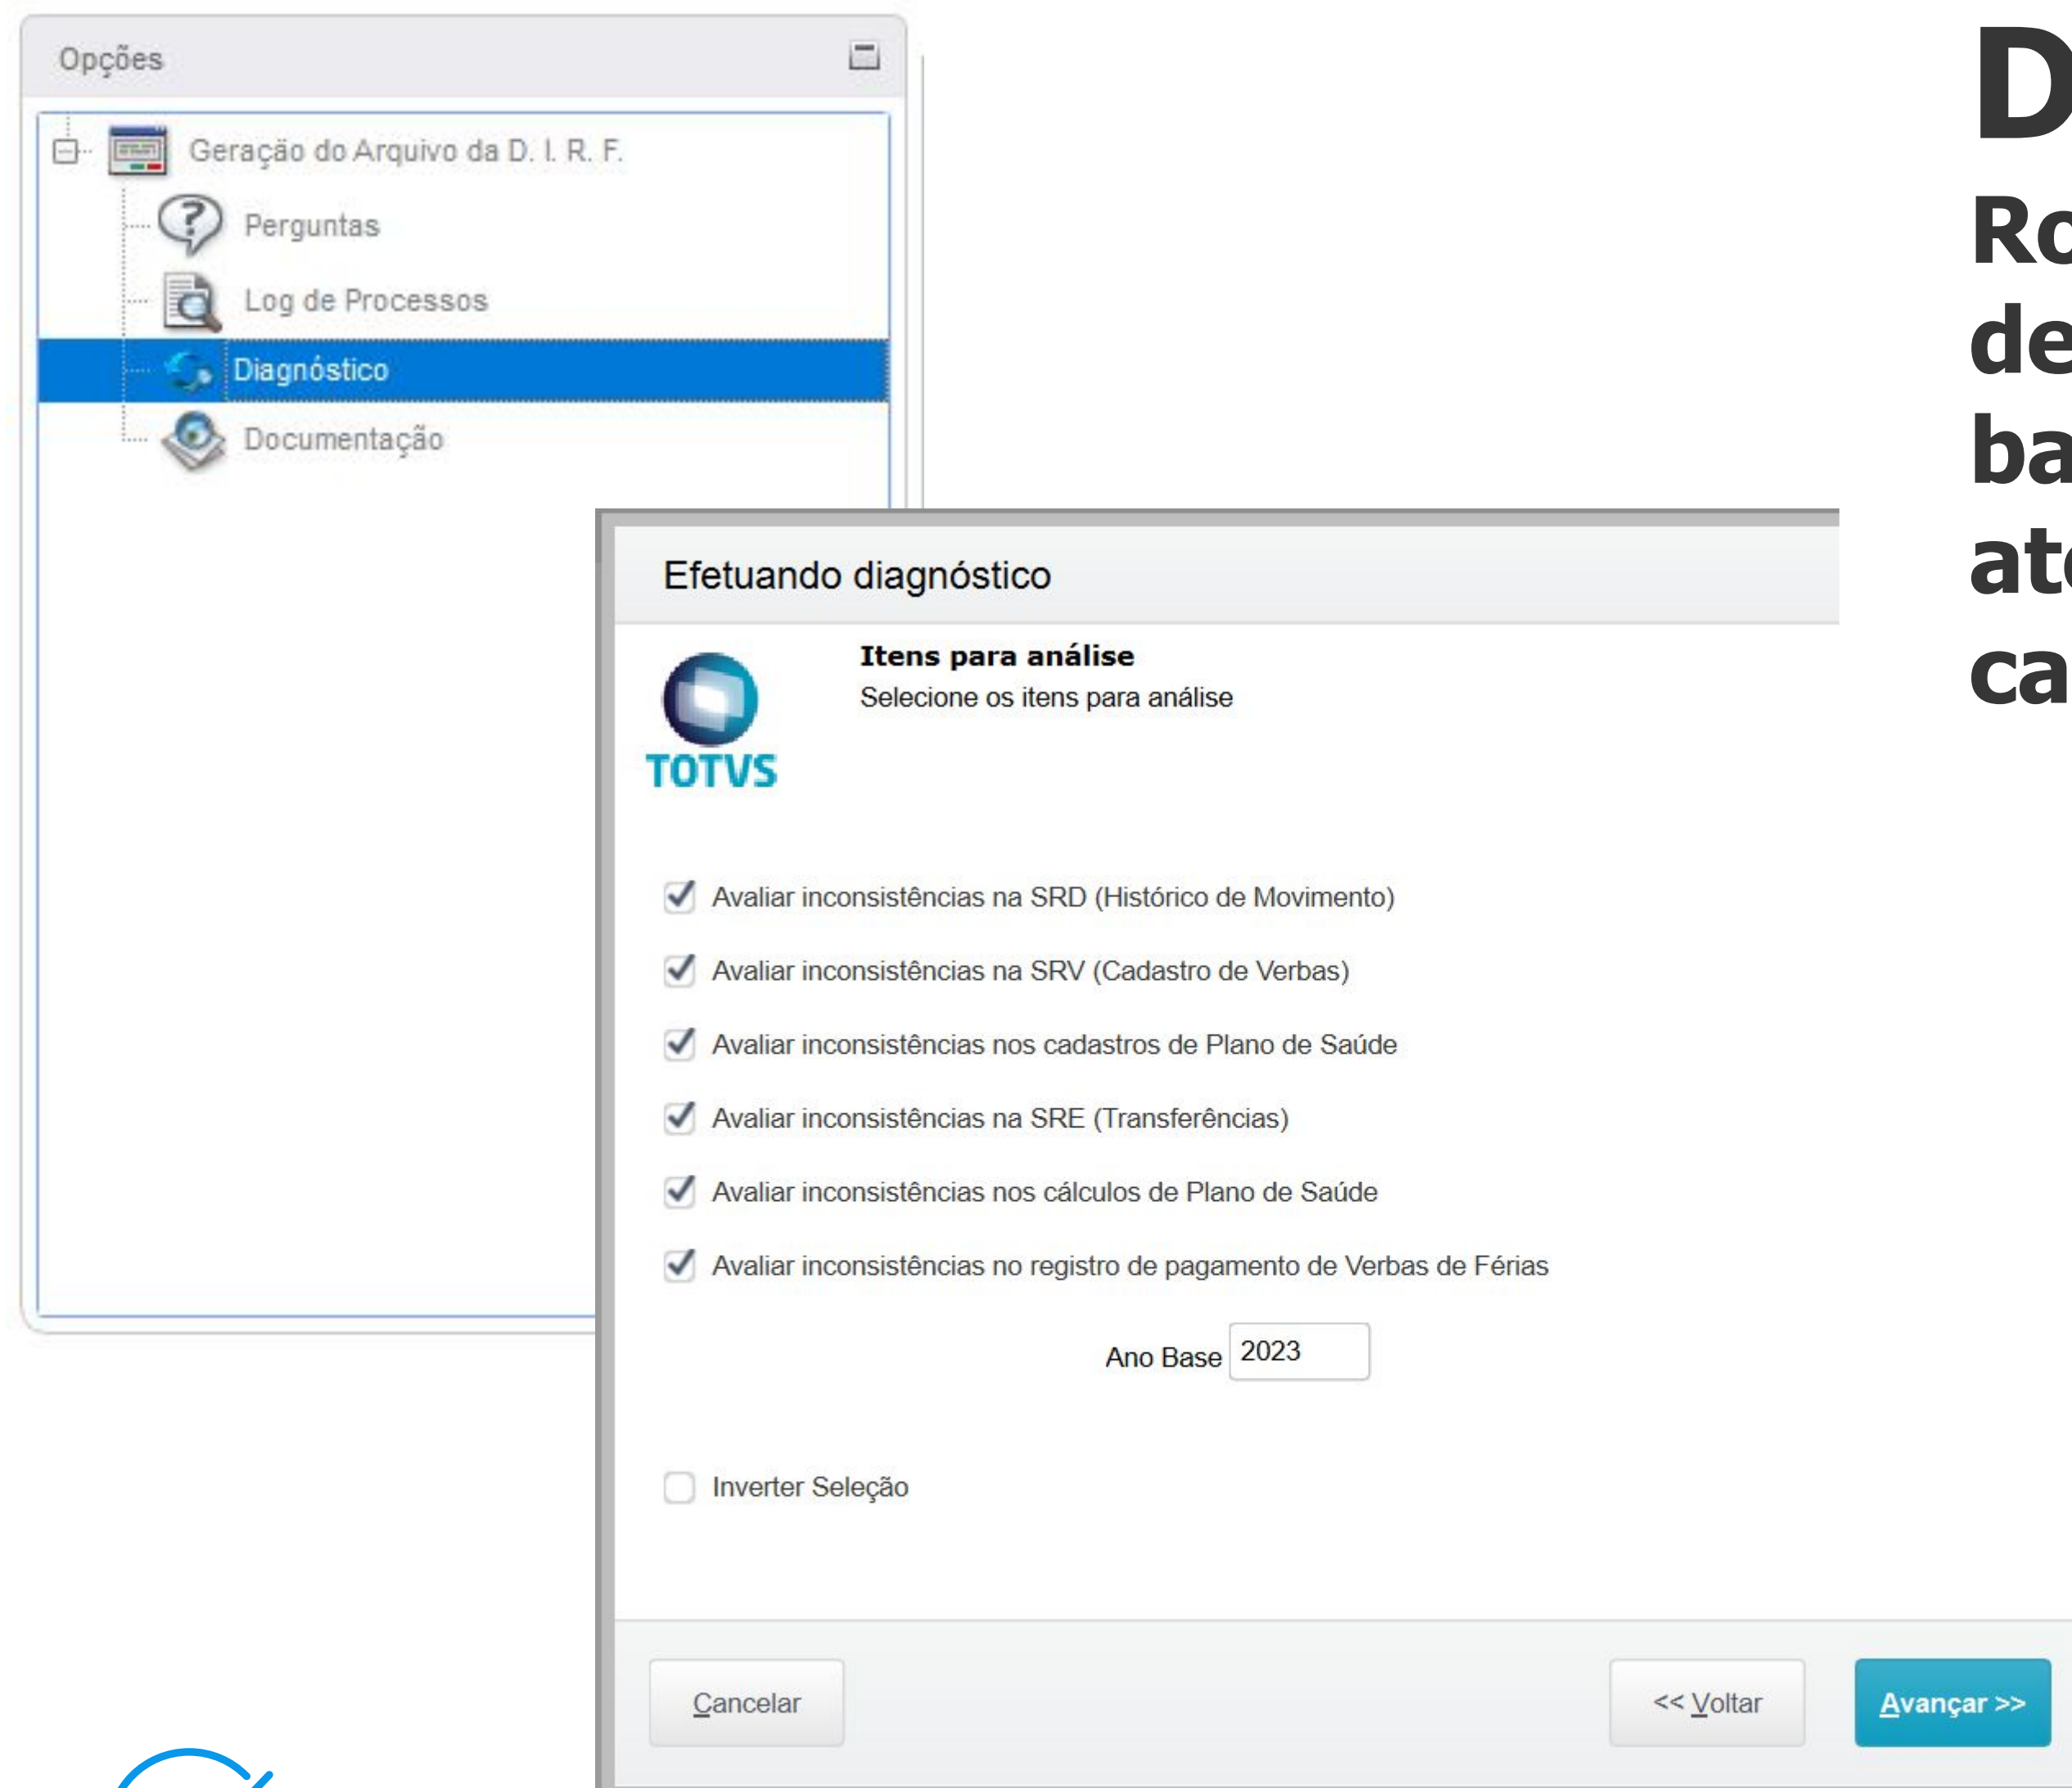 Opções
Geração do Arquivo da D. I. R. F.
Perguntas
Log de Processos
Diagnóstico
Documentação
Efetuando diagnóstico
Itens para análise
Selecione os itens para análise
TOTVS
Avaliar inconsistências na SRD (Histórico de Movimento)
Avaliar inconsistências na SRV (Cadastro de Verbas)
Avaliar inconsistências nos cadastros de Plano de Saúde
Avaliar inconsistências na SRE (Transferências)
Avaliar inconsistências nos cálculos de Plano de Saúde
Avaliar inconsistências no registro de pagamento de Verbas de Férias
Ano Base 2023
Inverter Seleção
Cancelar
<< Voltar
Avançar >>